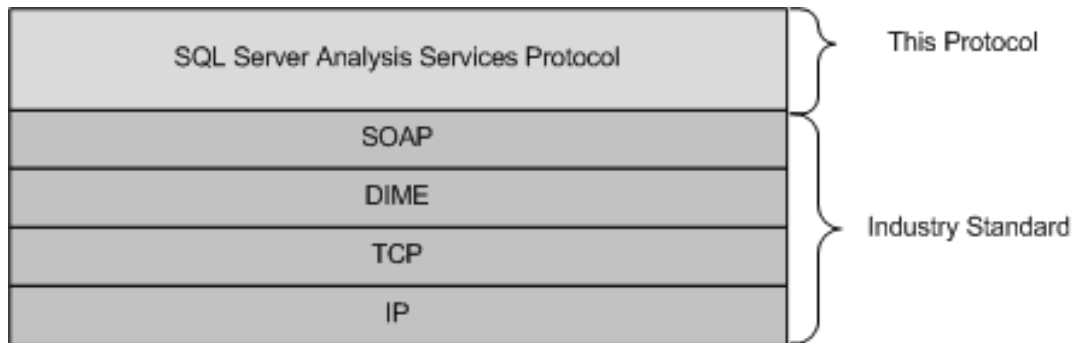 SQL Server Analysis Services Protocol
This Protocol
SOAP
DIME
TCP
IP
Industry Standard